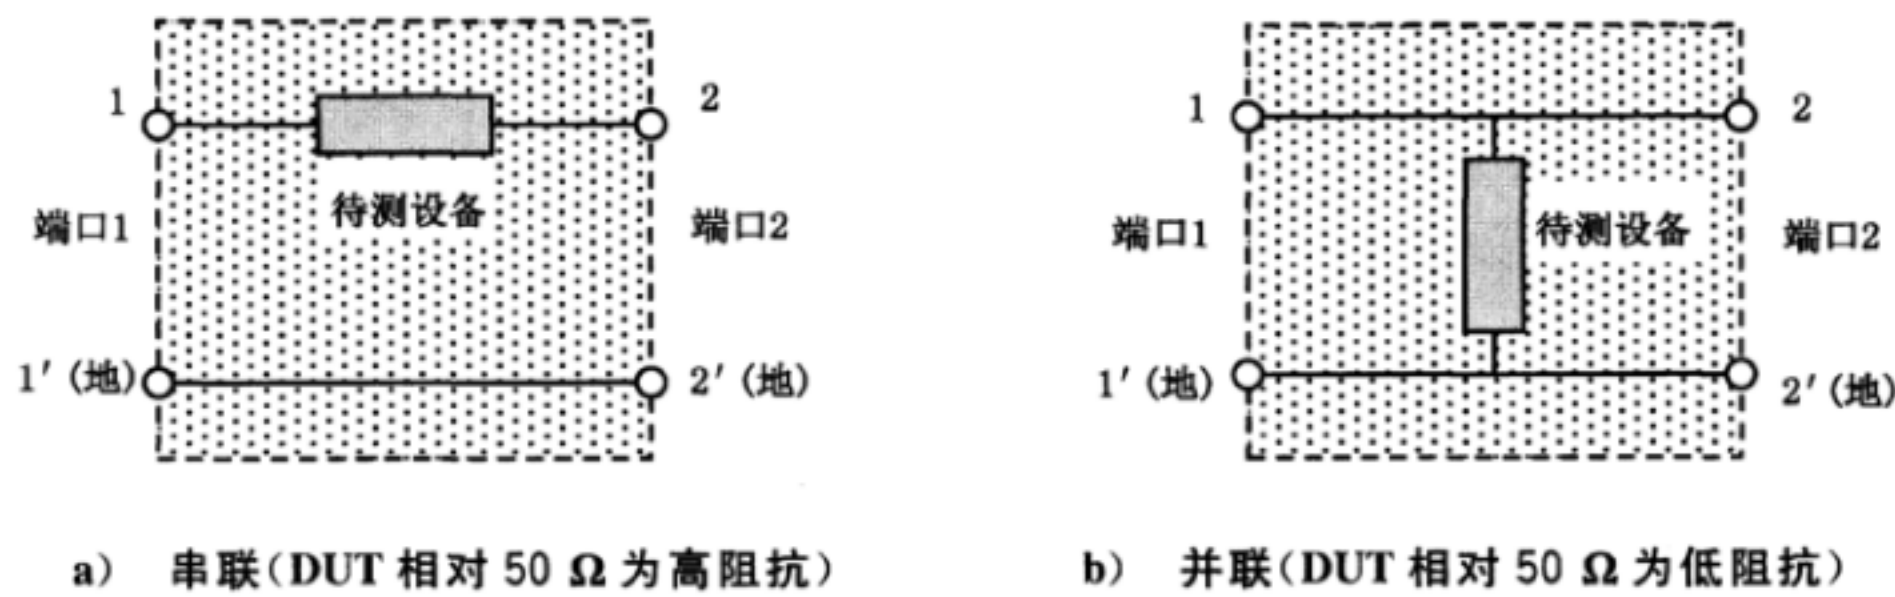 1
2
待测设备
端口1
端口2
1′(地)
2′(地)
a) 串联(DUT 相对 50 Ω 为高阻抗)
1
2
待测设备
端口1
端口2
1′(地)
2′(地)
b) 并联(DUT 相对 50 Ω 为低阻抗)